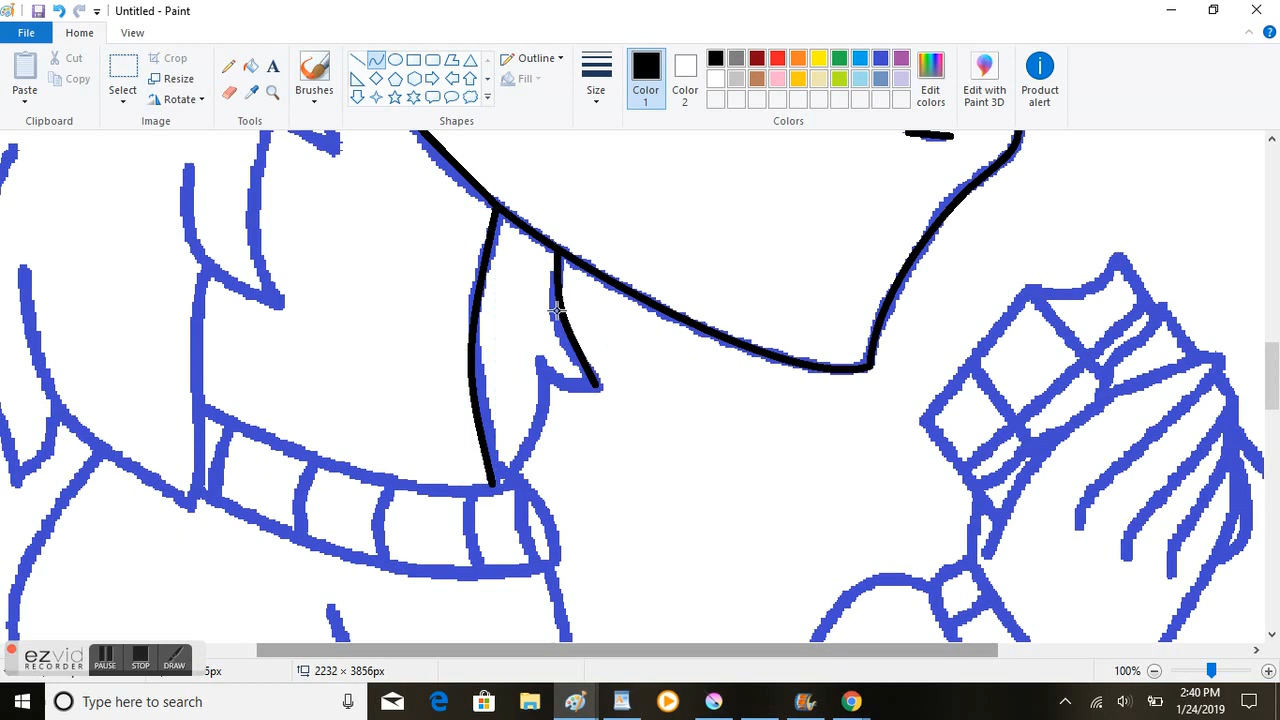 Untitled - Paint
File
Home
View
Paste
Cut
Copy
Clipboard
Select
Crop
Resize
Rotate
Image
A
Tools
Brushes
Shapes
Outline
Fill
Size
Color 1
Color 2
Edit colors
Colors
Edit with Paint 3D
Product alert
ezvid
RECORDER
PAUSE
STOP
DRAW
2232 × 3856px
100%
Type here to search
2:40 PM
1/24/2019